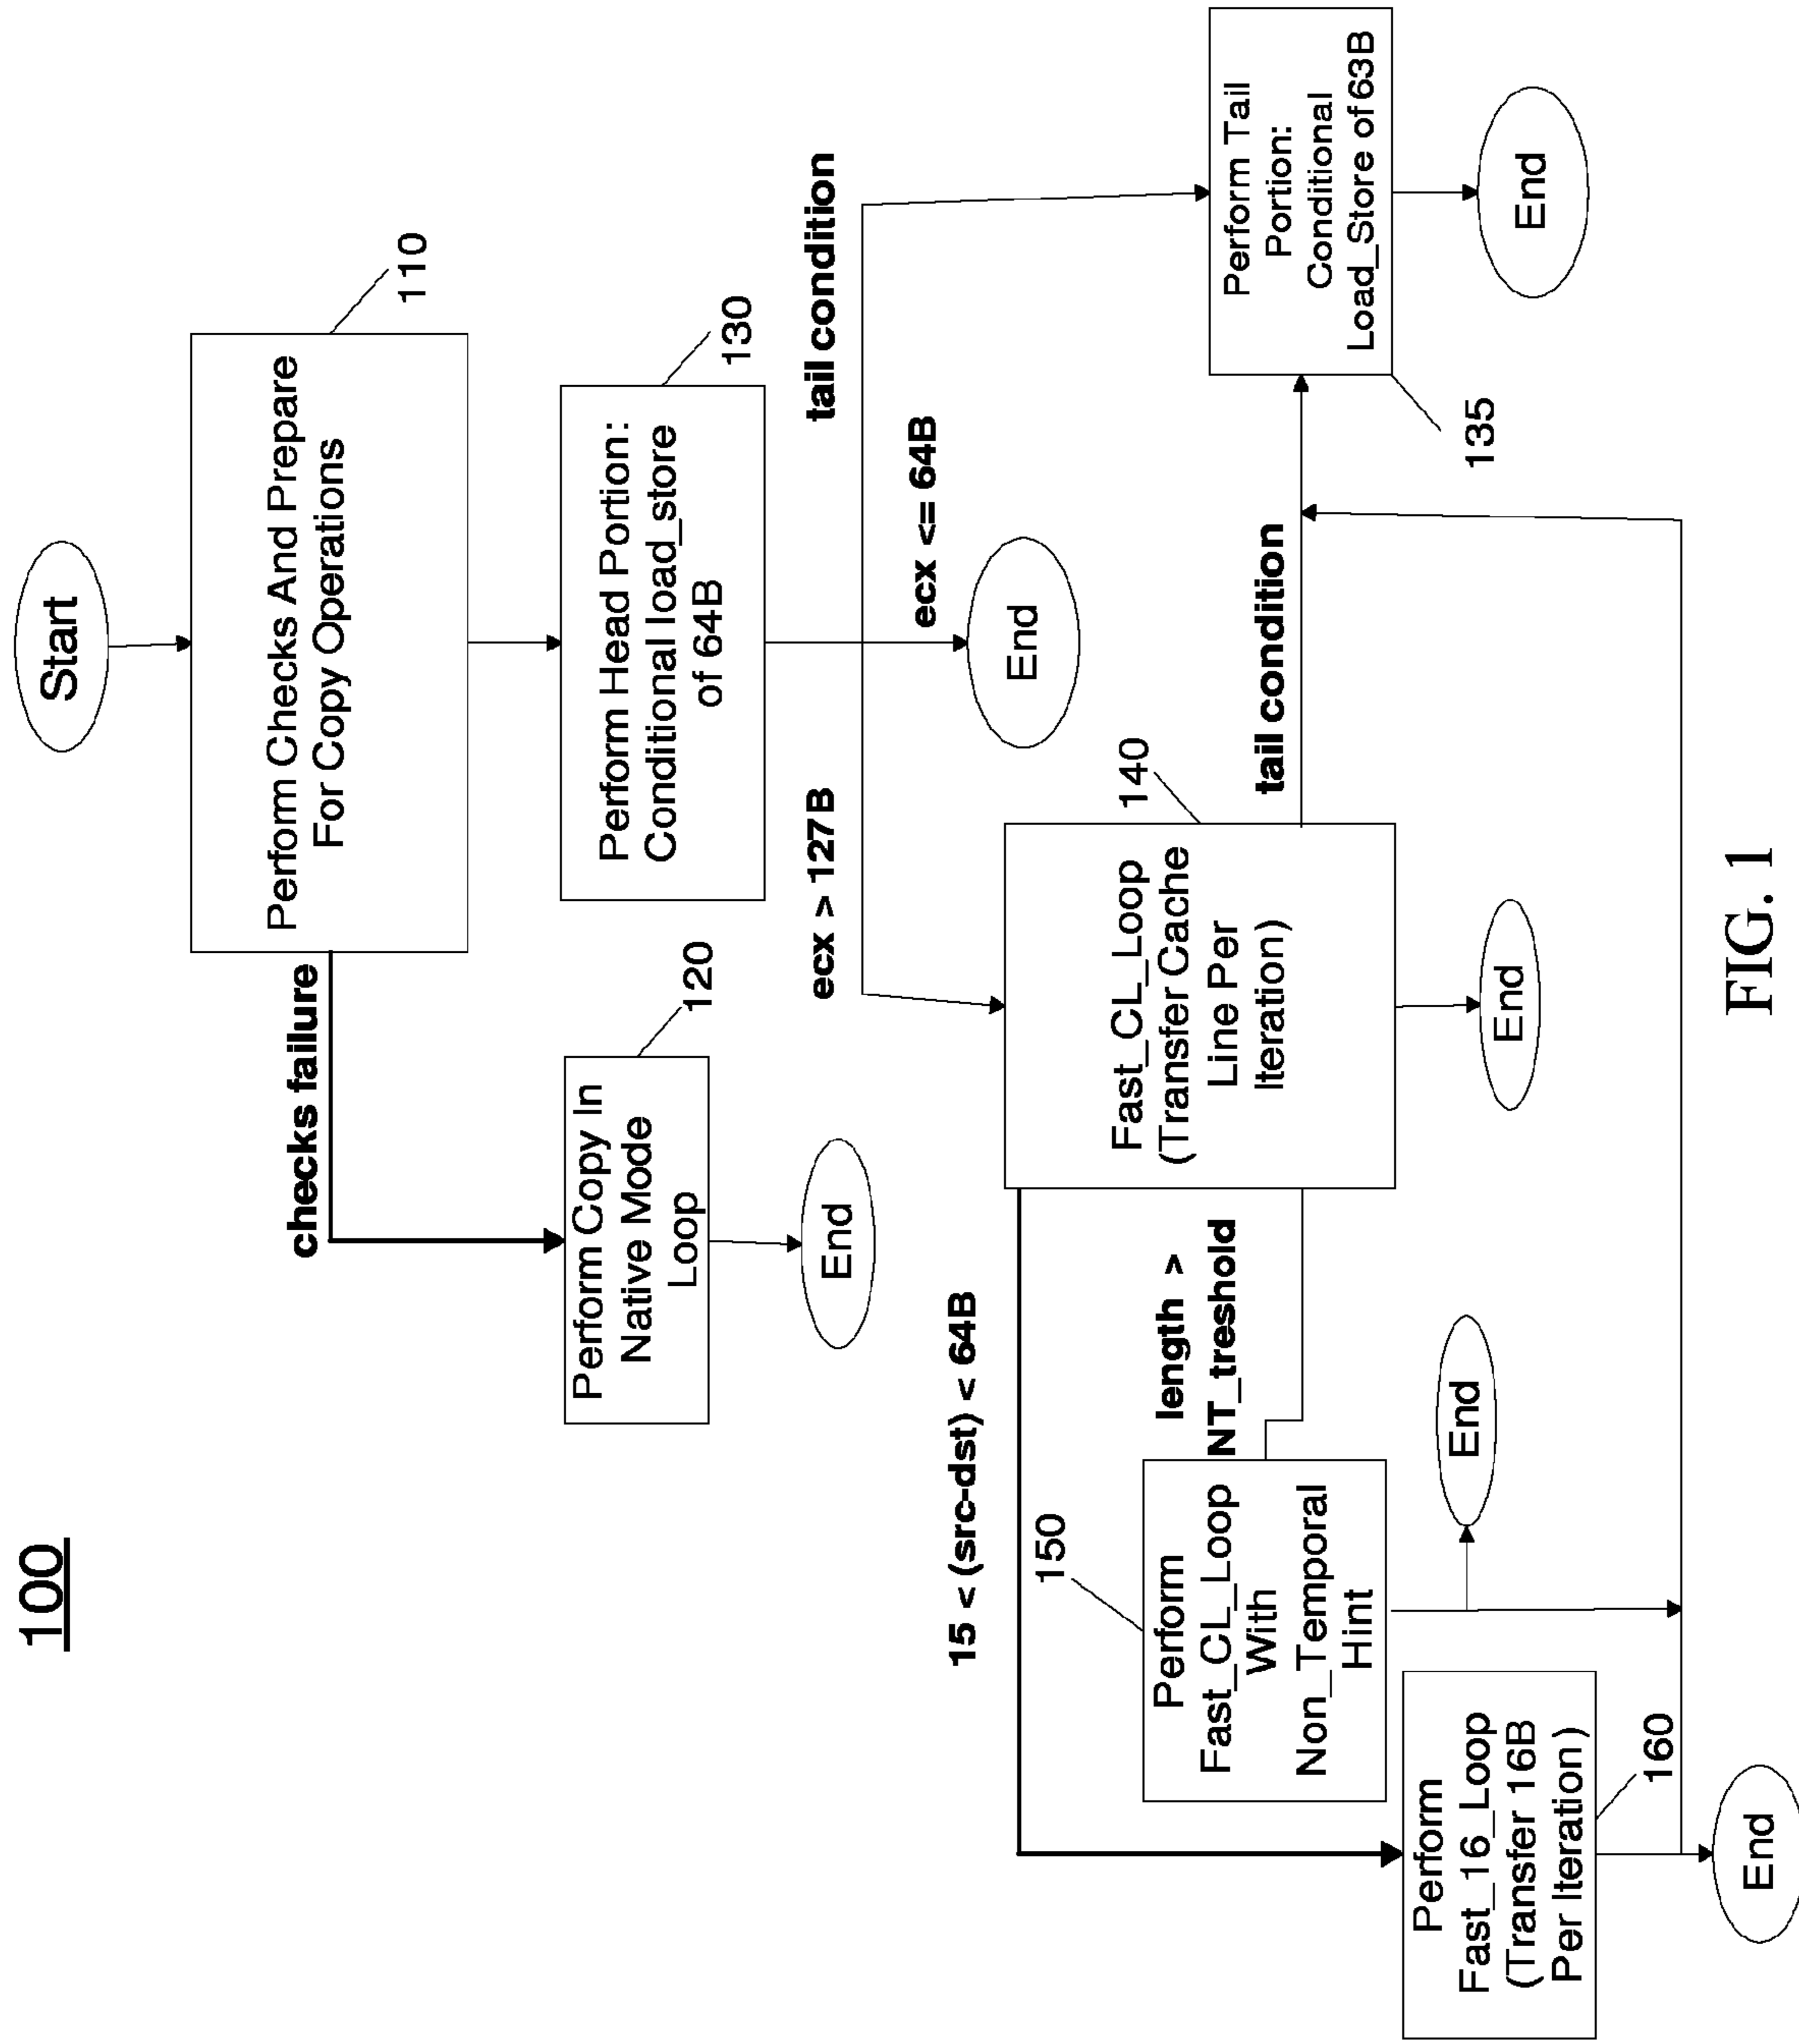 100
Start
Perform Checks And Prepare
For Copy Operations
110
checks failure
Perform Copy In
Native Mode
Loop
120
End
Perform Head Portion:
Conditional load_store
of 64B
130
ecx > 127B
ecx <= 64B
tail condition
End
15 < (src-dst) < 64B
Fast_CL_Loop
(Transfer Cache
Line Per
Iteration)
140
tail condition
Perform Tail
Portion:
Conditional
Load_Store of 63B
135
End
length >
NT_treshold
150
Perform
Fast_CL_Loop
With
Non_Temporal
Hint
End
End
Perform
Fast_16_Loop
(Transfer 16B
Per Iteration)
160
End
FIG. 1